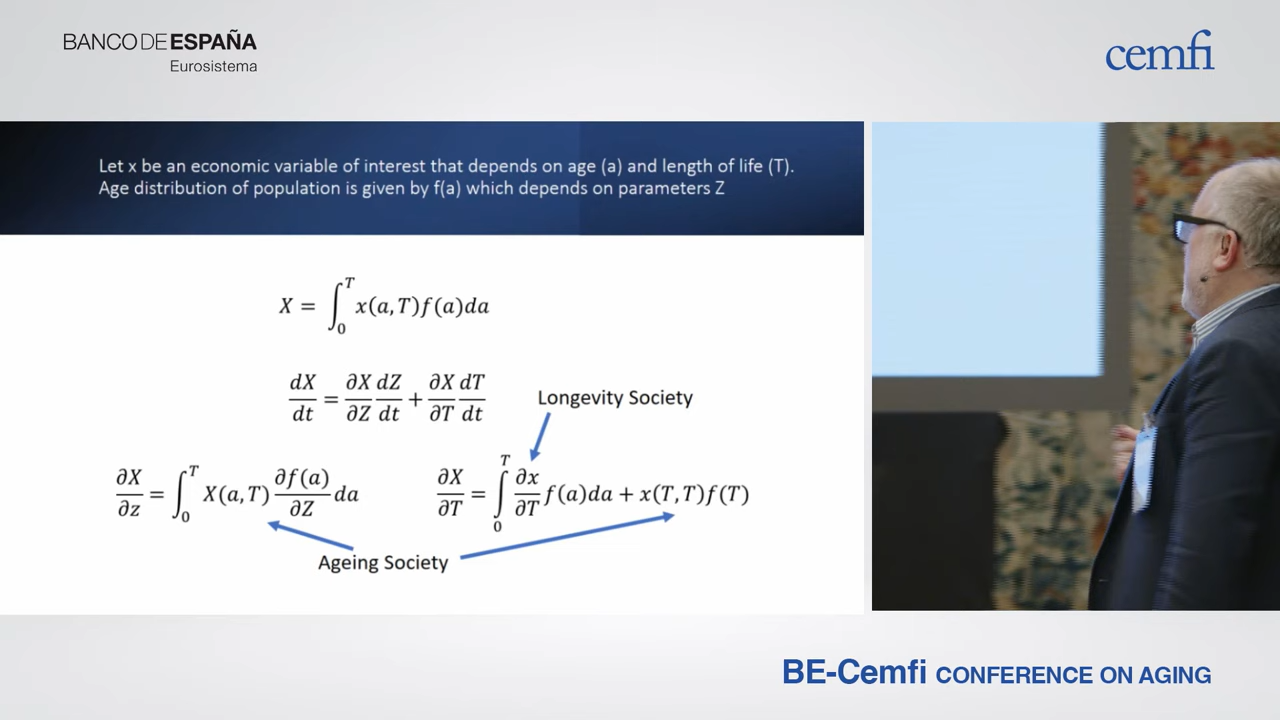 BANCO DE ESPAÑA
Eurosistema
cemfi
Let x be an economic variable of interest that depends on age (a) and length of life (T).
Age distribution of population is given by f(a) which depends on parameters Z
X = ∫₀ᵀ x(a,T)f(a)da
dX/dt = ∂X/∂Z dZ/dt + ∂X/∂T dT/dt
Longevity Society
∂X/∂z = ∫₀ᵀ X(a,T) ∂f(a)/∂Z da
∂X/∂T = ∫₀ᵀ ∂x/∂T f(a)da + x(T,T)f(T)
Ageing Society
BE-Cemfi CONFERENCE ON AGING